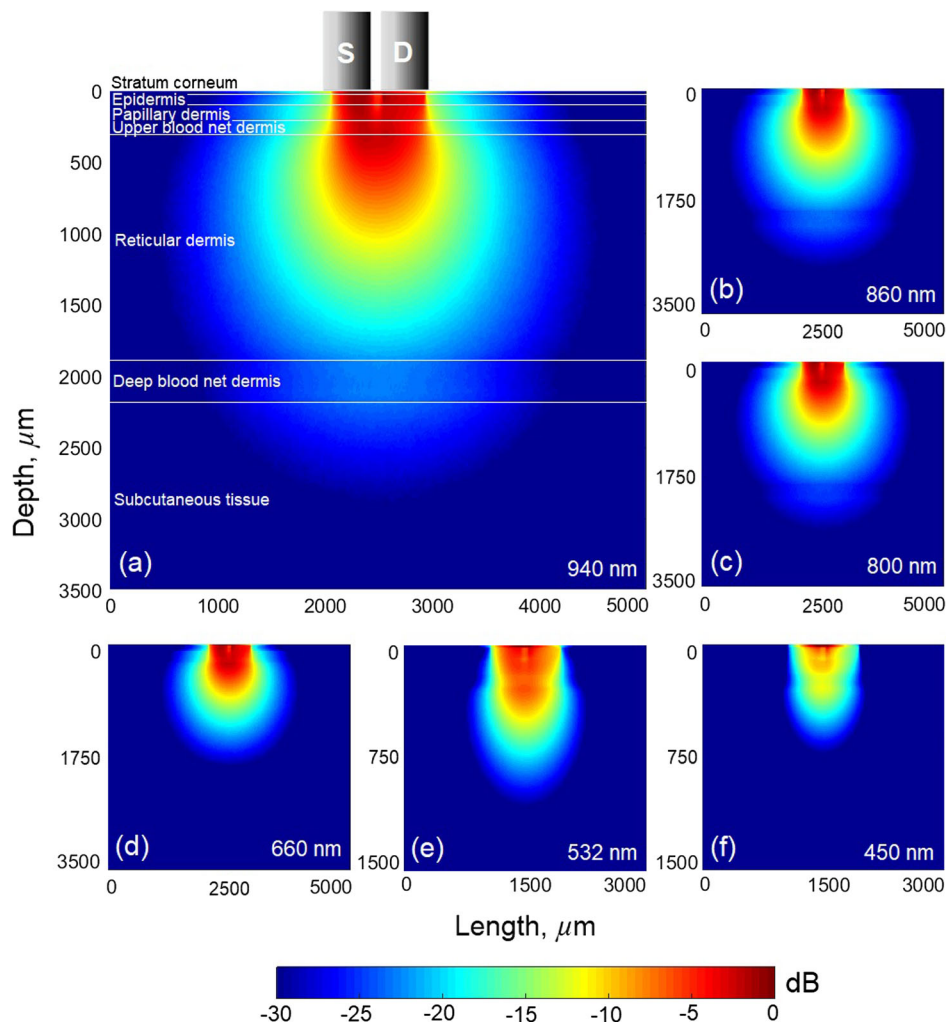 S D
Stratum corneum
0
Epidermis
Papillary dermis
Upper blood net dermis
500
1000
Reticular dermis
1500
2000
Deep blood net dermis
2500
Subcutaneous tissue
3000
(a) 940 nm
3500
0 1000 2000 3000 4000 5000
Depth, μm
0
1750
(b) 860 nm
3500
0 2500 5000
0
1750
(c) 800 nm
3500
0 2500 5000
0
1750
(d) 660 nm
3500
0 2500 5000
0
750
(e) 532 nm
1500
0 1500 3000
0
750
(f) 450 nm
1500
0 1500 3000
Length, μm
dB
-30 -25 -20 -15 -10 -5 0